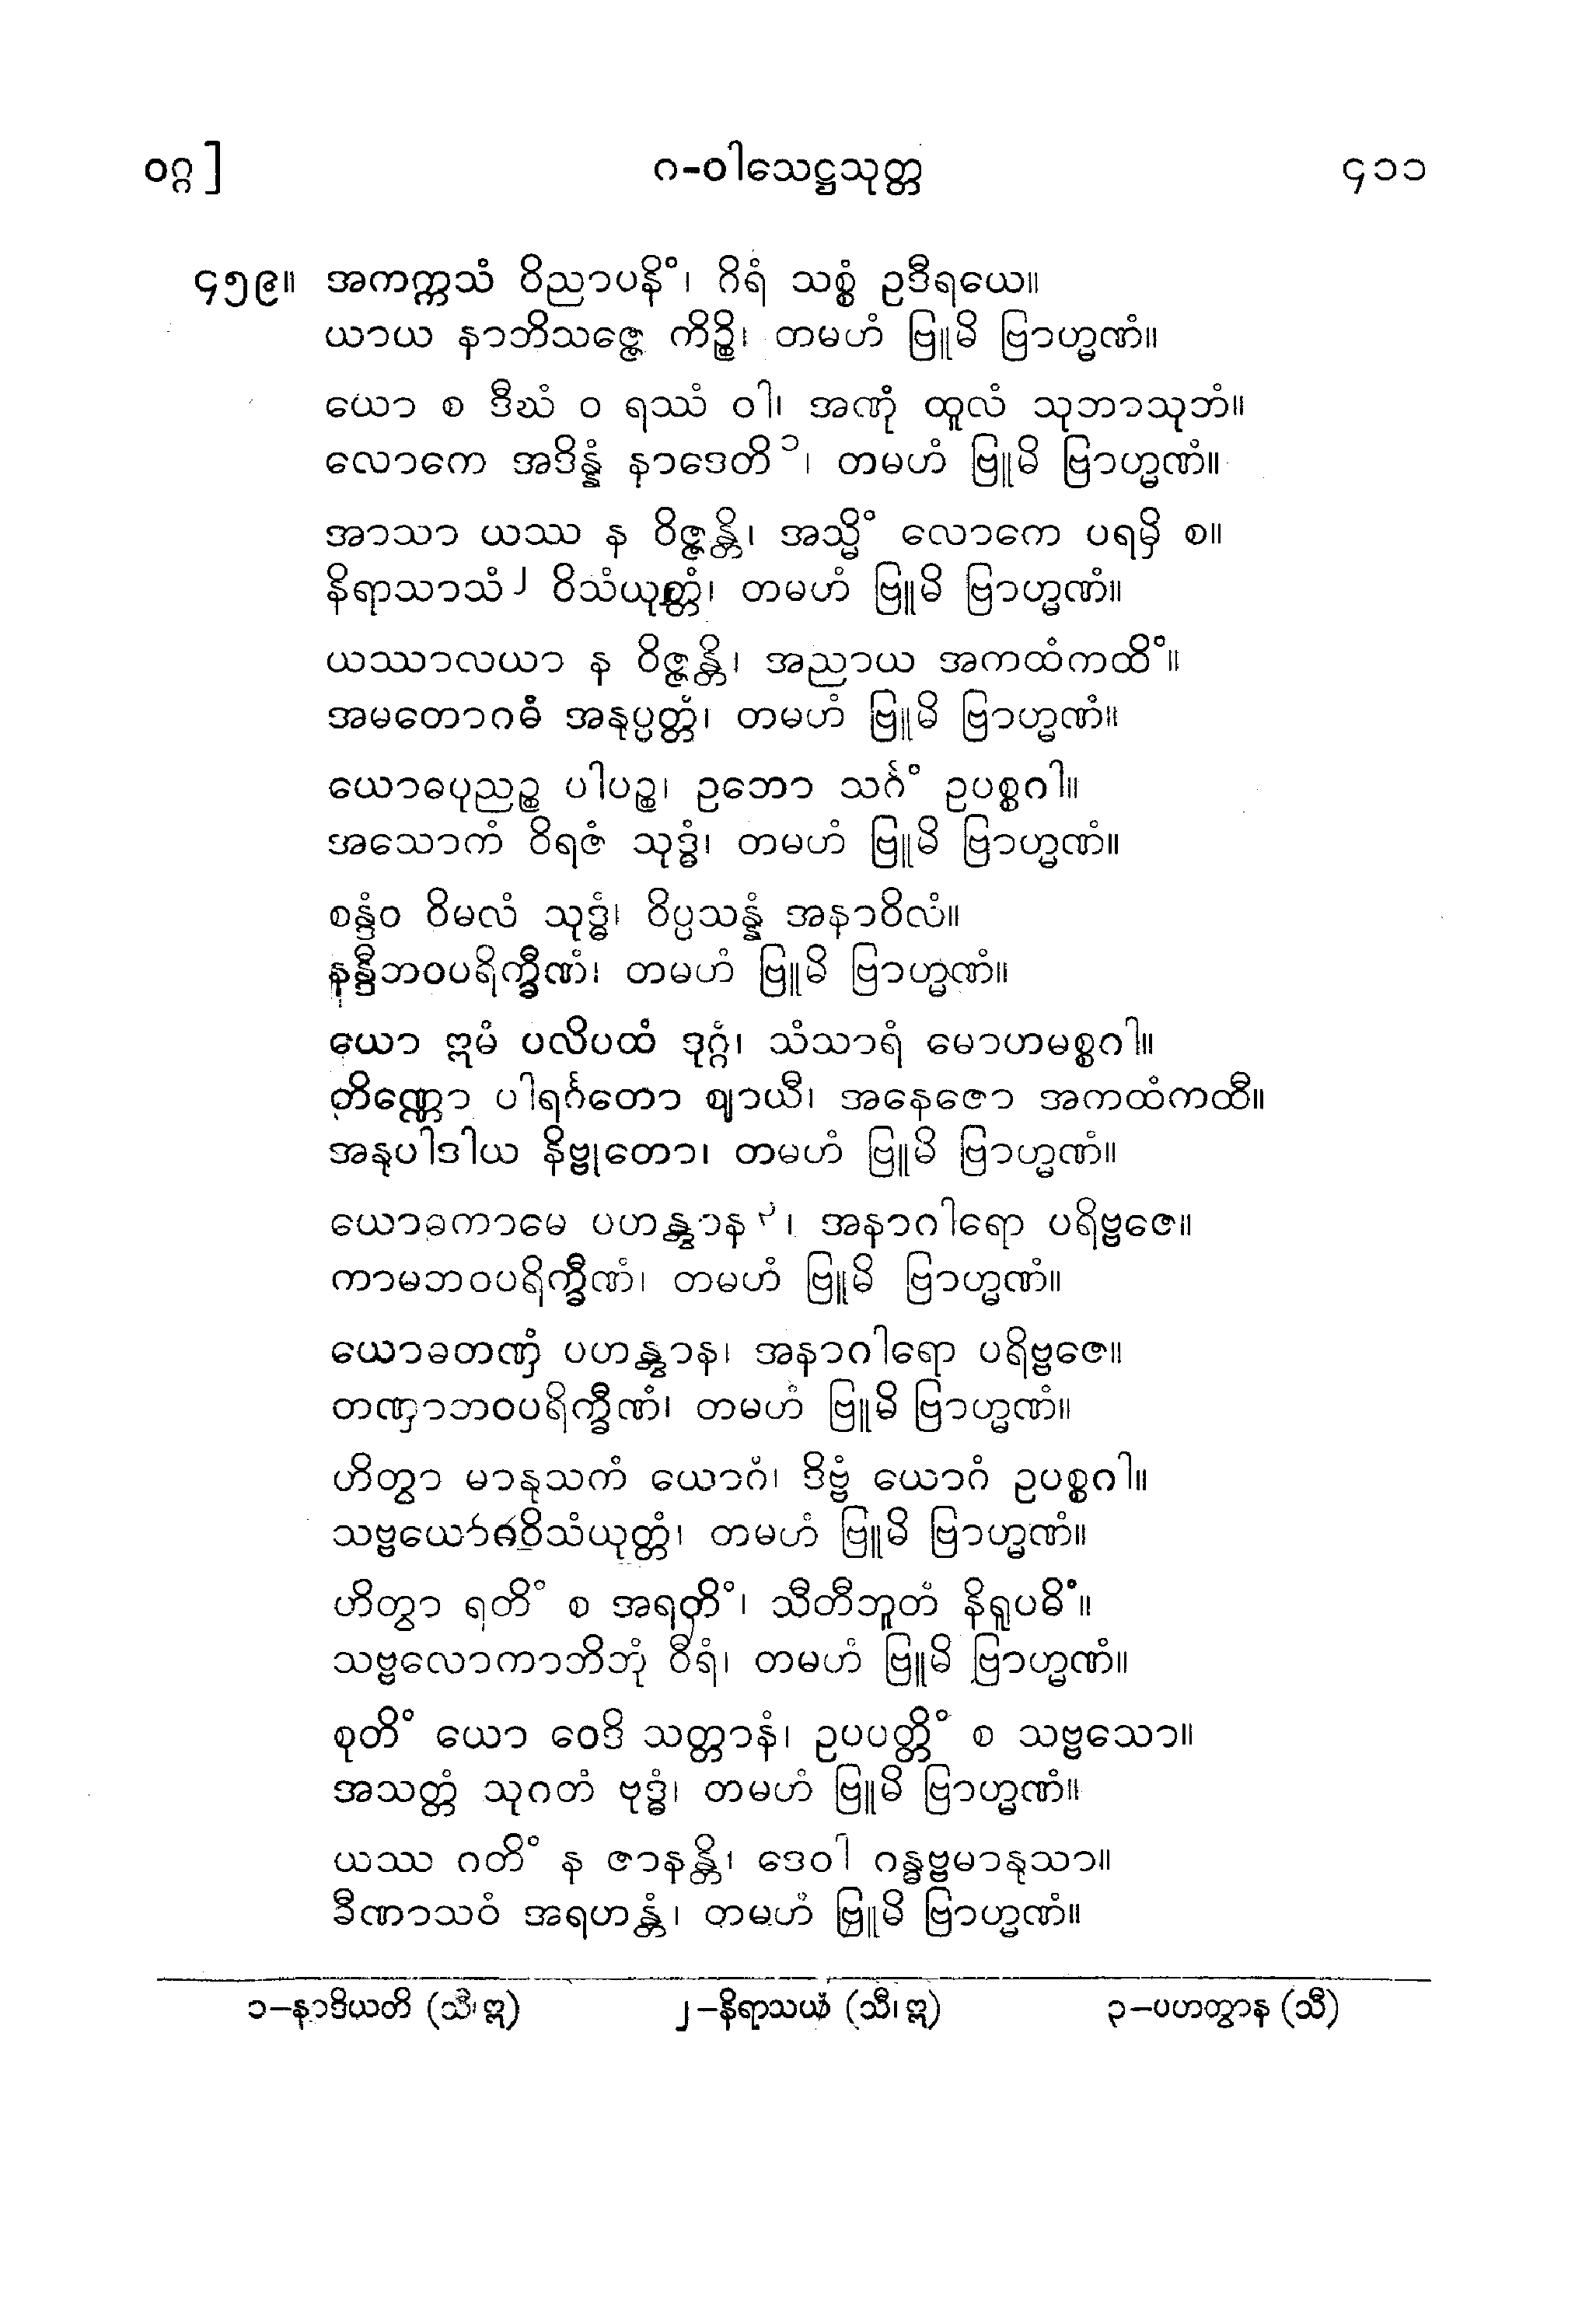 ဝဂ္ဂ ] ဂ-ဝါသေဋ္ဌသုတ္တ ၄၁၁
၄၅၉။ အကက္ကသံ ဝိညာပနိံ၊ ဂိရံ သစ္စံ ဥဒီရယေ။
ယာယ နာဘိသဇ္ဇေ ကိဉ္စိ၊ တမဟံ ဗြူမိ ဗြာဟ္မဏံ။
ယော စ ဒီဃံ ဝ ရဿံ ဝါ၊ အဏုံ ထူလံ သုဘာသုဘံ။
လောကေ အဒိန္နံ နာဒေတိ ၁၊ တမဟံ ဗြူမိ ဗြာဟ္မဏံ။
အာသာ ယဿ န ဝိဇ္ဇန္တိ၊ အသ္မိံ လောကေ ပရမှိ စ။
နိရာသာသံ ၂ ဝိသံယုတ္တံ၊ တမဟံ ဗြူမိ ဗြာဟ္မဏံ။
ယဿာလယာ န ဝိဇ္ဇန္တိ၊ အညာယ အကထံကထိံ။
အမတောဂဓံ အနုပ္ပတ္တံ၊ တမဟံ ဗြူမိ ဗြာဟ္မဏံ။
ယောဓပုညဉ္စ ပါပဉ္စ၊ ဥဘော သင်္ဂံ ဥပစ္စဂါ။
အသောကံ ဝိရဇံ သုဒ္ဓံ၊ တမဟံ ဗြူမိ ဗြာဟ္မဏံ။
စန္ဒံဝ ဝိမလံ သုဒ္ဓံ၊ ဝိပ္ပသန္နံ အနာဝိလံ။
နန္ဒီဘဝပရိက္ခီဏံ၊ တမဟံ ဗြူမိ ဗြာဟ္မဏံ။
ယော ဣမံ ပလိပထံ ဒုဂ္ဂံ၊ သံသာရံ မောဟမစ္စဂါ။
တိဏ္ဏော ပါရင်္ဂတော ဈာယီ၊ အနေဇော အကထံကထီ။
အနုပါဒါယ နိဗ္ဗုတော၊ တမဟံ ဗြူမိ ဗြာဟ္မဏံ။
ယောဓကာမေ ပဟန္တွာန ၃၊ အနာဂါရော ပရိဗ္ဗဇေ။
ကာမဘဝပရိက္ခီဏံ၊ တမဟံ ဗြူမိ ဗြာဟ္မဏံ။
ယောဓတဏှံ ပဟန္တွာန၊ အနာဂါရော ပရိဗ္ဗဇေ။
တဏှာဘဝပရိက္ခီဏံ၊ တမဟံ ဗြူမိ ဗြာဟ္မဏံ။
ဟိတွာ မာနုသကံ ယောဂံ၊ ဒိဗ္ဗံ ယောဂံ ဥပစ္စဂါ။
သဗ္ဗယောဂဝိသံယုတ္တံ၊ တမဟံ ဗြူမိ ဗြာဟ္မဏံ။
ဟိတွာ ရတိံ စ အရတိံ၊ သီတီဘူတံ နိရူပဓိံ။
သဗ္ဗလောကာဘိဘုံ ဝီရံ၊ တမဟံ ဗြူမိ ဗြာဟ္မဏံ။
စုတိံ ယော ဝေဒိ သတ္တာနံ၊ ဥပပတ္တိံ စ သဗ္ဗသော။
အသတ္တံ သုဂတံ ဗုဒ္ဓံ၊ တမဟံ ဗြူမိ ဗြာဟ္မဏံ။
ယဿ ဂတိံ န ဇာနန္တိ၊ ဒေဝါ ဂန္ဓဗ္ဗမာနုသာ။
ခီဏာသဝံ အရဟန္တံ၊ တမဟံ ဗြူမိ ဗြာဟ္မဏံ။
၁–နာဒိယတိ (သီ၊ဣ) ၂–နိရာသယံ (သီ၊ဣ) ၃–ပဟတွာန (သီ)